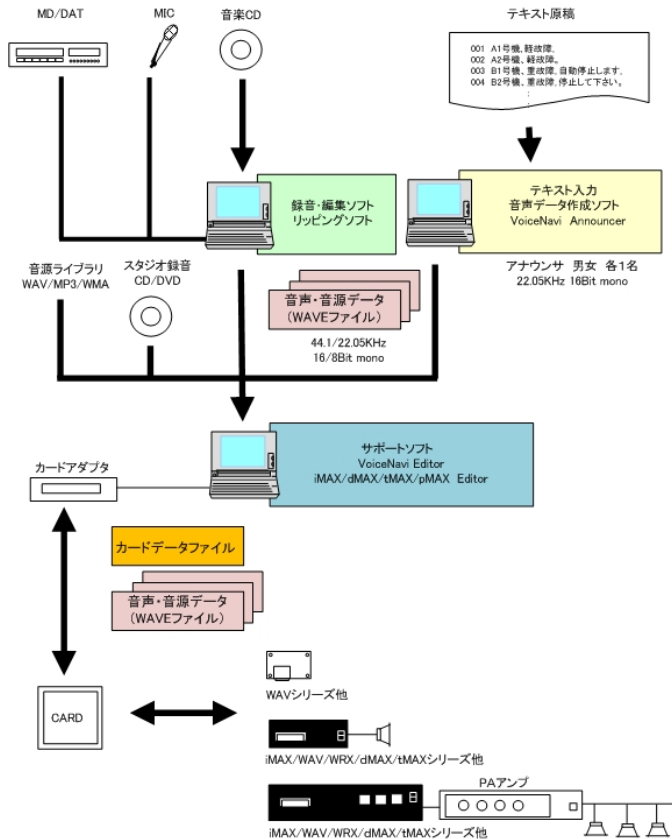 MD/DAT
MIC
音楽CD
テキスト原稿
001 A1号機、軽故障。
002 A2号機、軽故障。
003 B1号機、重故障、自動停止します。
004 B2号機、重故障、停止して下さい。
録音・編集ソフト
リッピングソフト
テキスト入力
音声データ作成ソフト
VoiceNavi Announcer
アナウンサ 男女 各1名
22.05KHz 16Bit mono
音源ライブラリ
WAV/MP3/WMA
スタジオ録音
CD/DVD
音声・音源データ
(WAVEファイル)
44.1/22.05KHz
16/8Bit mono
サポートソフト
VoiceNavi Editor
iMAX/dMAX/tMAX/pMAX Editor
カードアダプタ
カードデータファイル
音声・音源データ
(WAVEファイル)
CARD
WAVシリーズ他
iMAX/WAV/WRX/dMAX/tMAXシリーズ他
PAアンプ
iMAX/WAV/WRX/dMAX/tMAXシリーズ他